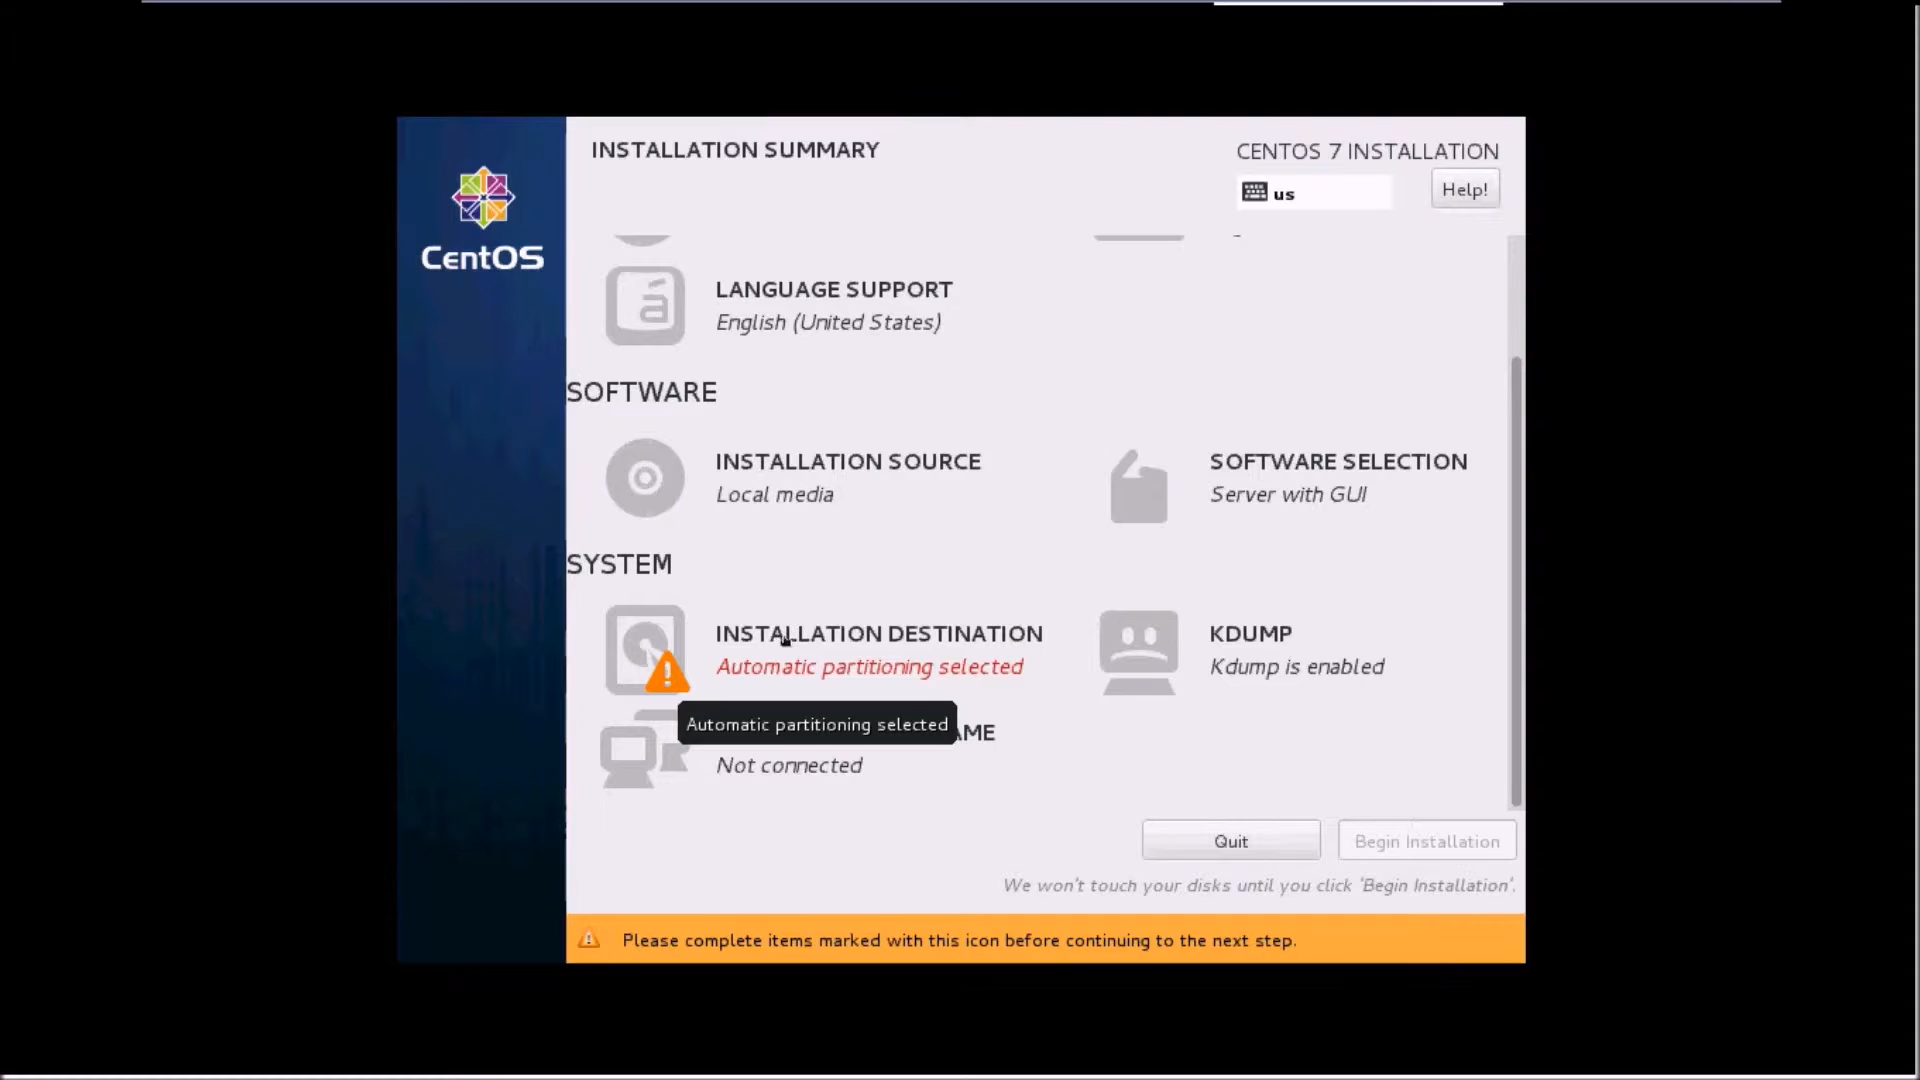 INSTALLATION SUMMARY
CENTOS 7 INSTALLATION
us
Help!
CentOS
LANGUAGE SUPPORT
English (United States)
SOFTWARE
INSTALLATION SOURCE
Local media
SOFTWARE SELECTION
Server with GUI
SYSTEM
INSTALLATION DESTINATION
Automatic partitioning selected
KDUMP
Kdump is enabled
Automatic partitioning selected
Not connected
Quit
Begin Installation
We won't touch your disks until you click 'Begin Installation'.
Please complete items marked with this icon before continuing to the next step.